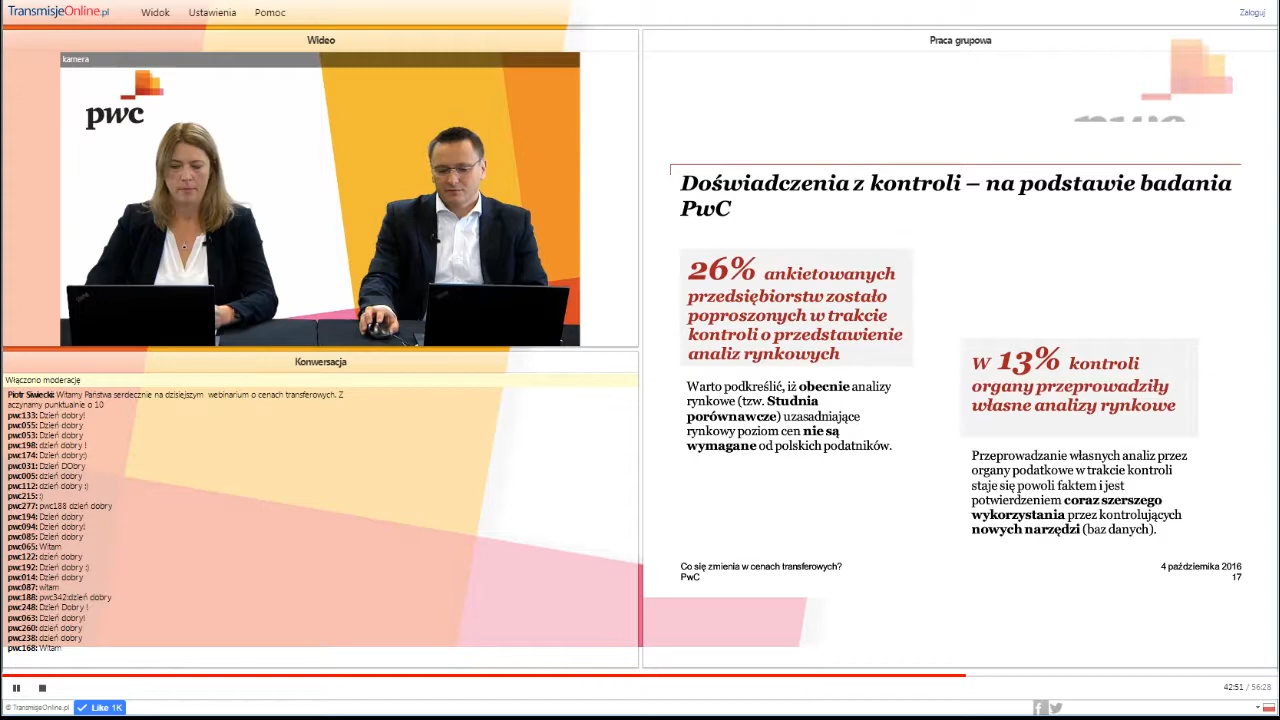 TransmisjeOnline.pl
Widok
Ustawienia
Pomoc
Zaloguj
Wideo
kamera
pwc
Konwersacja
Włączono moderację
Piotr Siwiecki: Witamy Państwa serdecznie na dzisiejszym webinarium o cenach transferowych. Z
aczynamy punktualnie o 10
pwc133: Dzień dobry!
pwc055: Dzień dobry
pwc053: Dzień dobry
pwc198: dzień dobry !
pwc174: Dzień dobry:)
pwc031: Dzień DObry
pwc005: dzień dobry
pwc112: dzień dobry :)
pwc215: :)
pwc277: pwc188 dzień dobry
pwc194: Dzień dobry
pwc094: Dzień dobry!
pwc085: Dzień dobry
pwc065: Witam
pwc122: dzień dobry
pwc192: Dzień dobry :)
pwc014: Dzień dobry
pwc087: witam
pwc188: pwc342:dzień dobry
pwc248: Dzień Dobry !
pwc063: Dzień dobry!
pwc260: dzień dobry
pwc238: dzień dobry
pwc168: Witam
Praca grupowa
pwc
Doświadczenia z kontroli – na podstawie badania
PwC
26% ankietowanych
przedsiębiorstw zostało
poproszonych w trakcie
kontroli o przedstawienie
analiz rynkowych
Warto podkreślić, iż obecnie analizy
rynkowe (tzw. Studnia
porównawcze) uzasadniające
rynkowy poziom cen nie są
wymagane od polskich podatników.
W 13% kontroli
organy przeprowadziły
własne analizy rynkowe
Przeprowadzanie własnych analiz przez
organy podatkowe w trakcie kontroli
staje się powoli faktem i jest
potwierdzeniem coraz szerszego
wykorzystania przez kontrolujących
nowych narzędzi (baz danych).
Co się zmienia w cenach transferowych?
PwC
4 października 2016
17
42:51 / 56:28
© TransmisjeOnline.pl
Like 1K